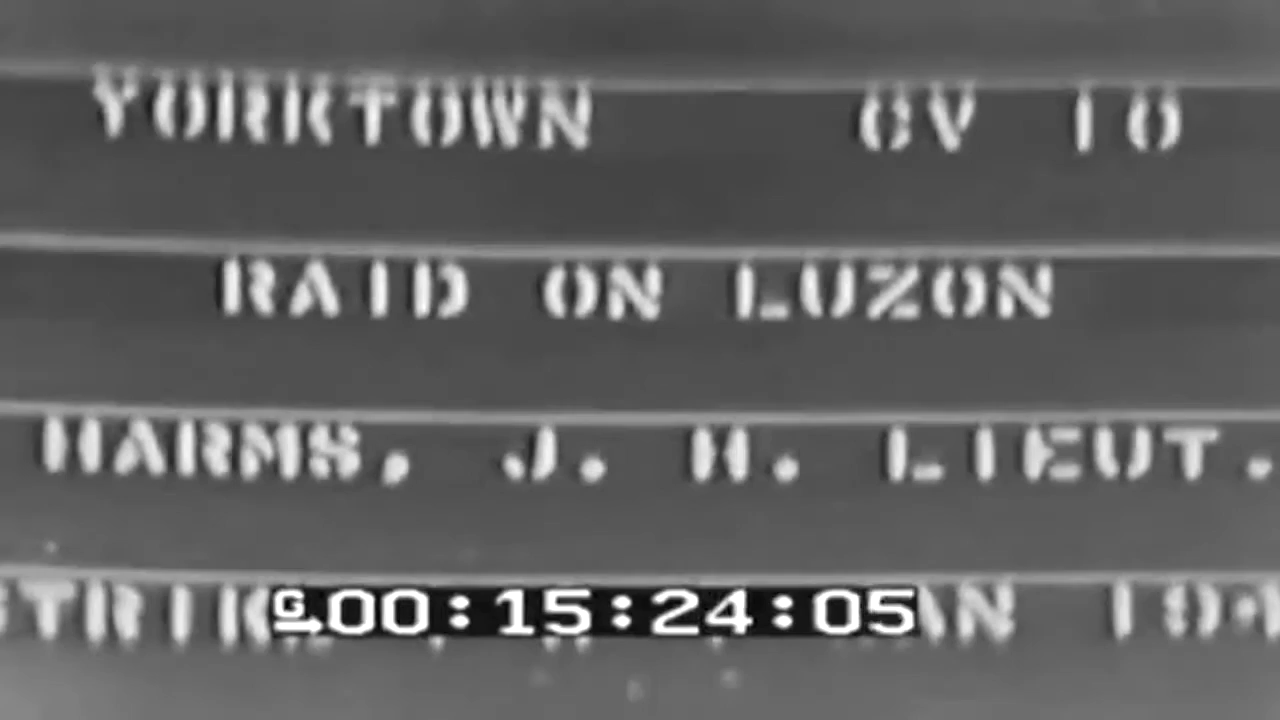 YORKTOWN CV 10
RAID ON LUZON
HARMS, J. H. LIEUT.
00:15:24:05